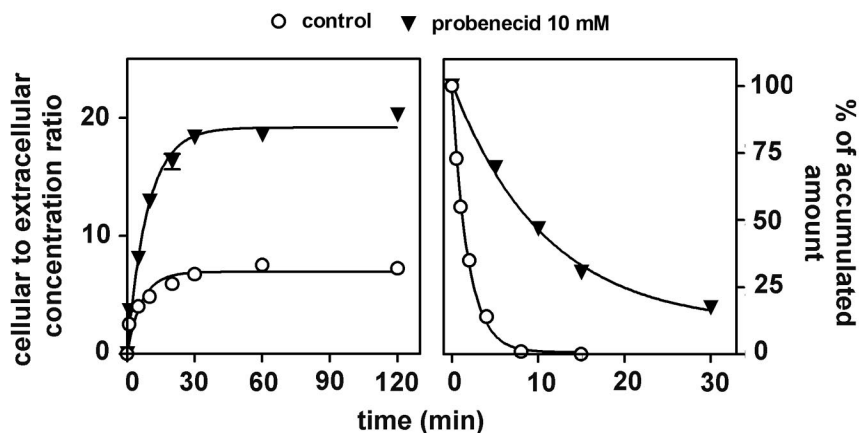 control probenecid 10 mM
cellular to extracellular
concentration ratio
20
10
0
0 30 60 90 120
100
75
50
25
0
0 10 20 30
% of accumulated
amount
time (min)